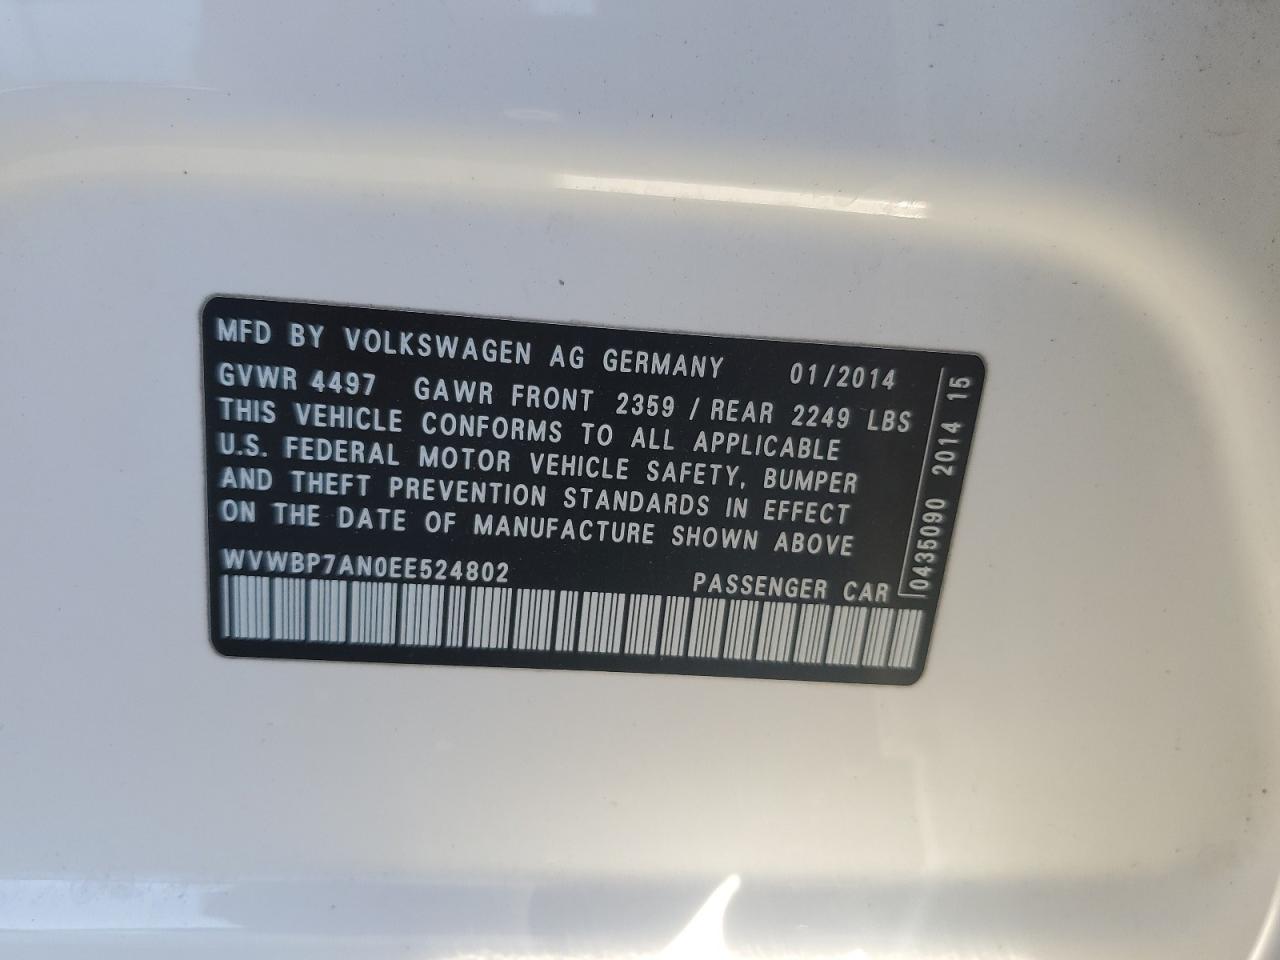 MFD BY VOLKSWAGEN AG GERMANY 01/2014
GVWR 4497 GAWR FRONT 2359 / REAR 2249 LBS
THIS VEHICLE CONFORMS TO ALL APPLICABLE
U.S. FEDERAL MOTOR VEHICLE SAFETY, BUMPER
AND THEFT PREVENTION STANDARDS IN EFFECT
ON THE DATE OF MANUFACTURE SHOWN ABOVE
WVWBP7AN0EE524802 PASSENGER CAR
0435090 2014 15